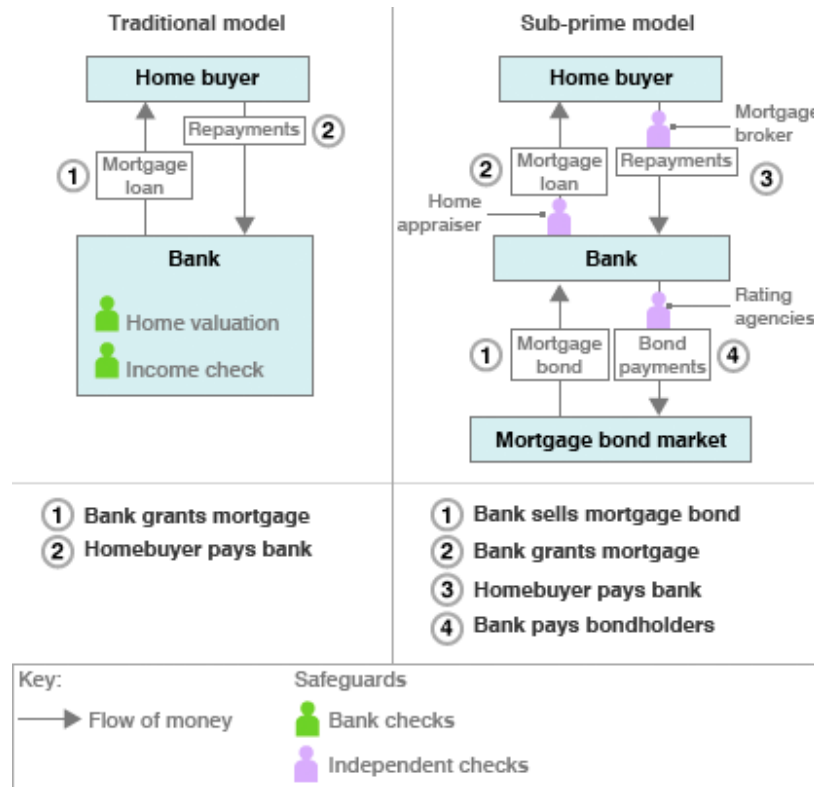 Traditional model
Home buyer
Repayments
2
1
Mortgage
loan
Bank
Home valuation
Income check
1 Bank grants mortgage
2 Homebuyer pays bank
Sub-prime model
Home buyer
Mortgage
broker
2
Mortgage
loan
Repayments
3
Home
appraiser
Bank
Rating
agencies
1
Mortgage
bond
Bond
payments
4
Mortgage bond market
1 Bank sells mortgage bond
2 Bank grants mortgage
3 Homebuyer pays bank
4 Bank pays bondholders
Key:
Flow of money
Safeguards
Bank checks
Independent checks